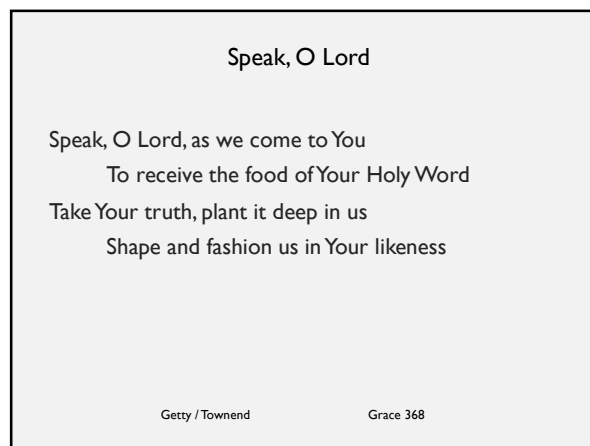 Speak, O Lord
Speak, O Lord, as we come to You
To receive the food of Your Holy Word
Take Your truth, plant it deep in us
Shape and fashion us in Your likeness
Getty / Townend Grace 368